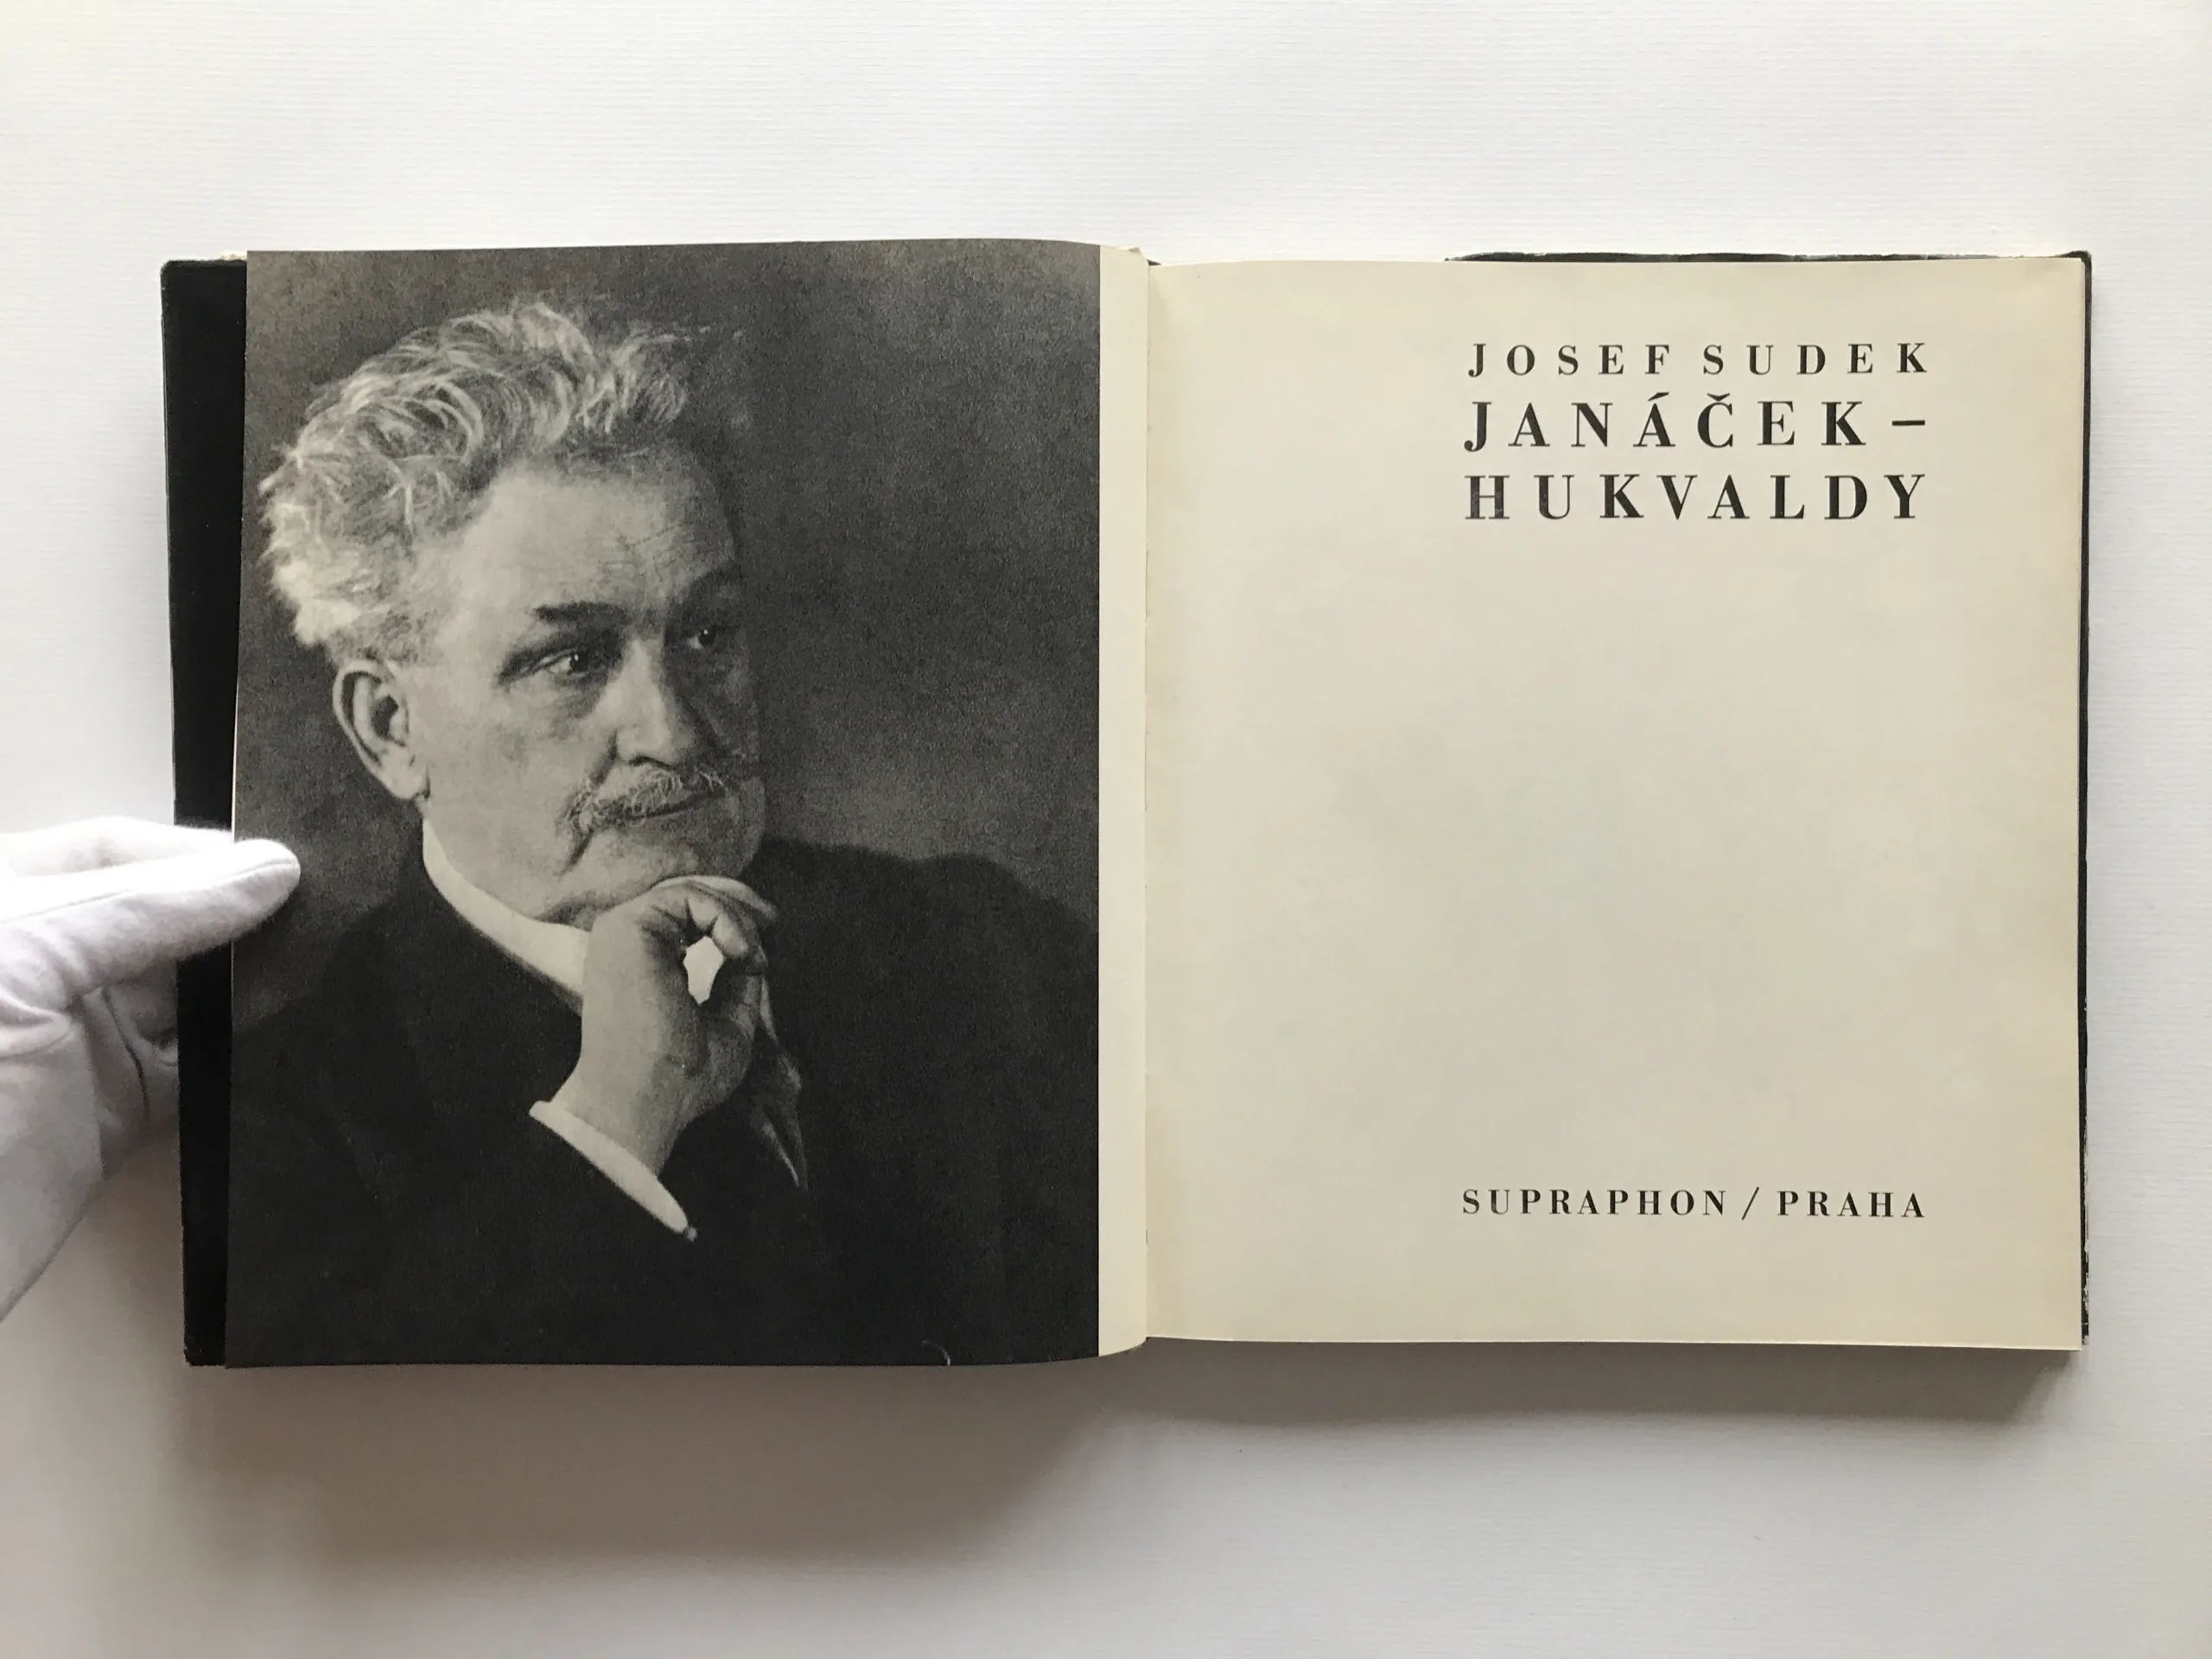 JOSEF SUDEK
JANÁČEK –
HUKVALDY
SUPRAPHON / PRAHA